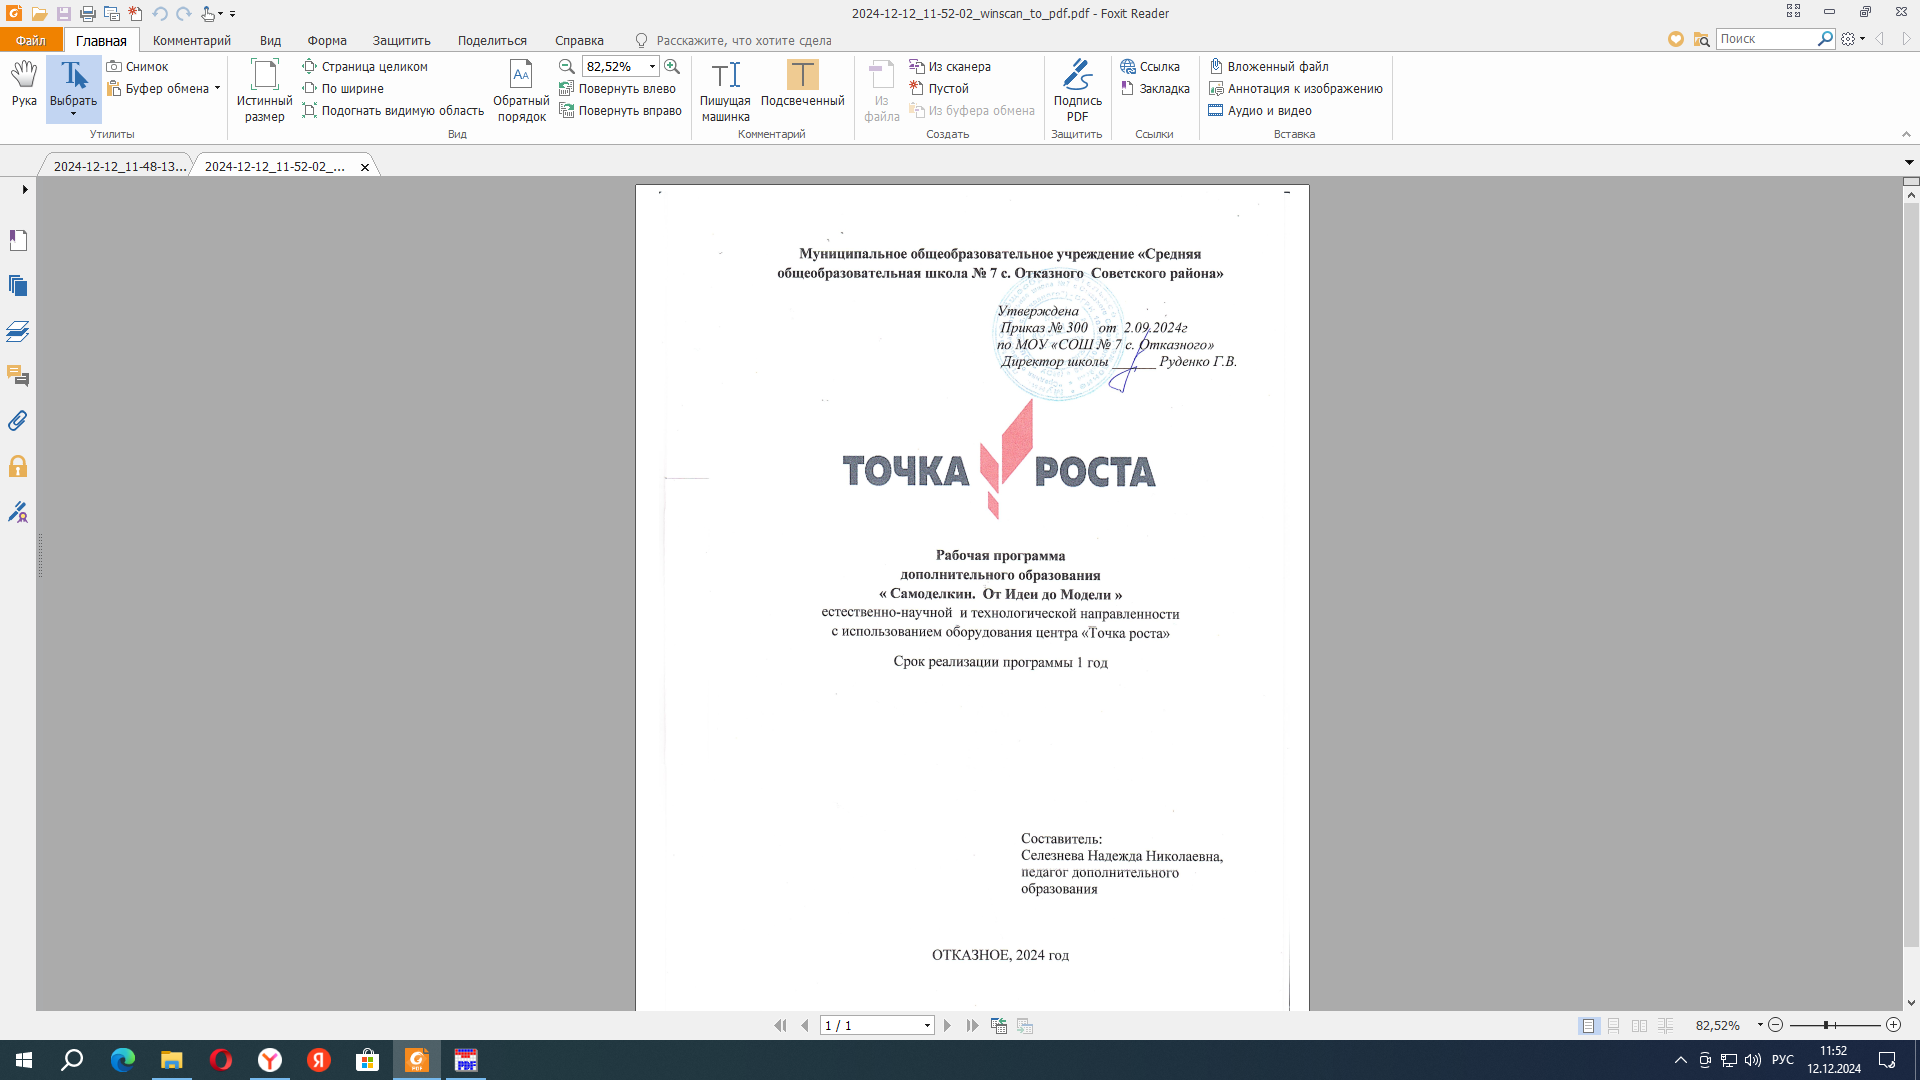 2024-12-12_11-52-02_winscan_to_pdf.pdf - Foxit Reader
Файл
Главная
Комментарий
Вид
Форма
Защитить
Поделиться
Справка
Расскажите, что хотите сдела
Поиск
Рука
Выбрать
Снимок
Буфер обмена
Утилиты
Истинный размер
Страница целиком
По ширине
Подогнать видимую область
Обратный порядок
82,52%
Повернуть влево
Повернуть вправо
Вид
Пишущая машинка
Подсвеченный
Комментарий
Из файла
Из сканера
Пустой
Из буфера обмена
Создать
Подпись PDF
Защитить
Ссылка
Закладка
Ссылки
Вложенный файл
Аннотация к изображению
Аудио и видео
Вставка
2024-12-12_11-48-13...
2024-12-12_11-52-02_...
Муниципальное общеобразовательное учреждение «Средняя
общеобразовательная школа № 7 с. Отказного Советского района»
Утверждена
Приказ № 300 от 2.09.2024г
по МОУ «СОШ № 7 с. Отказного»
Директор школы ______ Руденко Г.В.
ТОЧКА РОСТА
Рабочая программа
дополнительного образования
« Самоделкин. От Идеи до Модели »
естественно-научной и технологической направленности
с использованием оборудования центра «Точка роста»
Срок реализации программы 1 год
Составитель:
Селезнева Надежда Николаевна,
педагог дополнительного
образования
ОТКАЗНОЕ, 2024 год
1 / 1
82,52%
РУС
11:52
12.12.2024